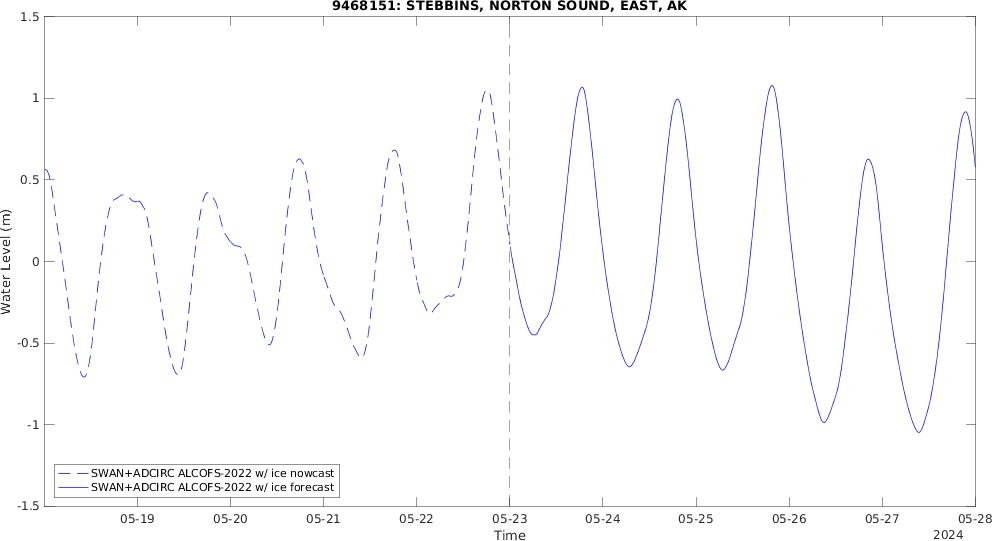 9468151: STEBBINS, NORTON SOUND, EAST, AK
1.5
1
0.5
0
-0.5
-1
-1.5
Water Level (m)
SWAN+ADCIRC ALCOFS-2022 w/ ice nowcast
SWAN+ADCIRC ALCOFS-2022 w/ ice forecast
05-19 05-20 05-21 05-22 05-23 05-24 05-25 05-26 05-27 05-28
Time 2024